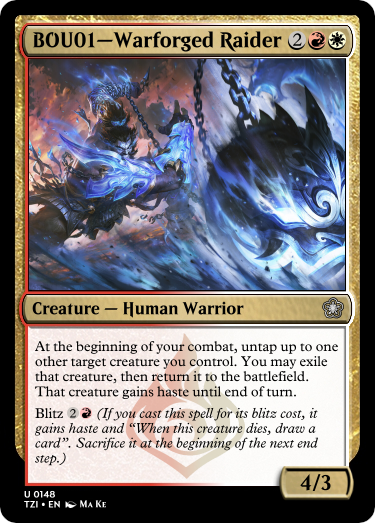 BOU01—Warforged Raider 2
Creature — Human Warrior
At the beginning of your combat, untap up to one
other target creature you control. You may exile
that creature, then return it to the battlefield.
That creature gains haste until end of turn.
Blitz 2 (If you cast this spell for its blitz cost, it
gains haste and “When this creature dies, draw a
card”. Sacrifice it at the beginning of the next end
step.)
4/3
U 0148
TZI • EN Ma Ke